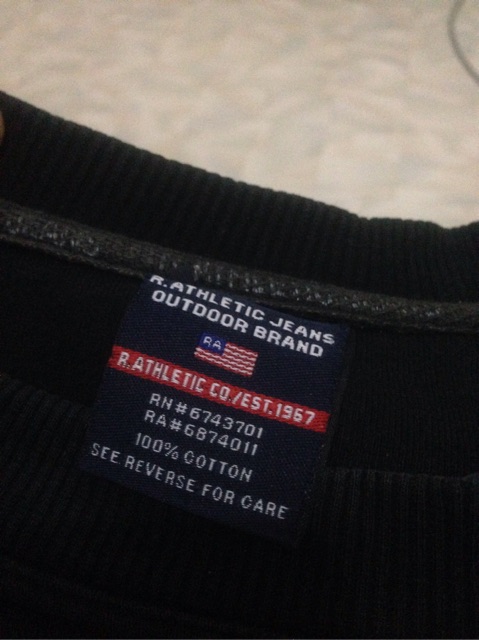 R.ATHLETIC JEANS
OUTDOOR BRAND
RA
R.ATHLETIC CO./EST.1967
RN#6743701
RA#6874011
100% COTTON
SEE REVERSE FOR CARE